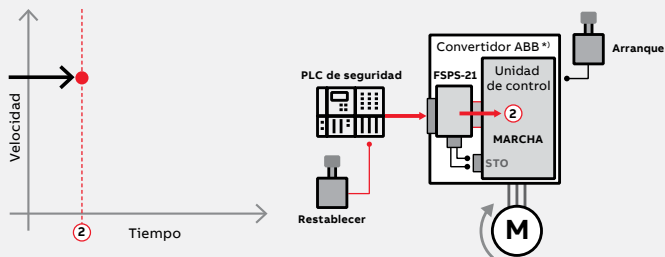 Velocidad
2
Tiempo
PLC de seguridad
Restablecer
Convertidor ABB *)
FSPS-21
Unidad
de control
2
MARCHA
STO
Arranque
M